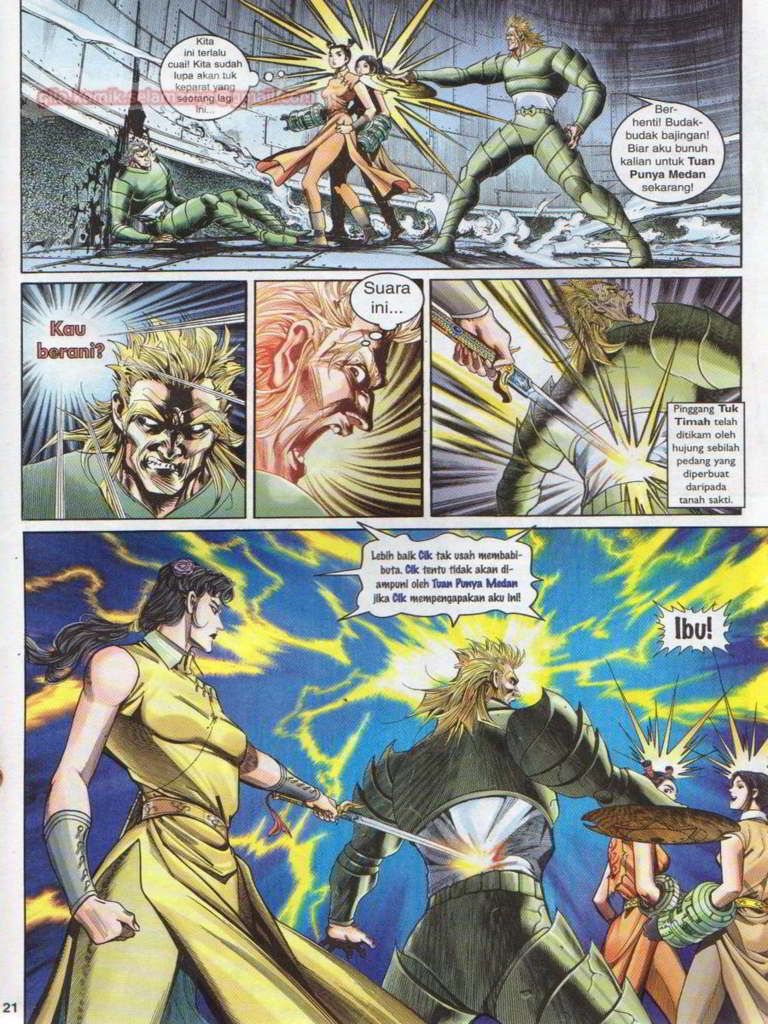 Kita
ini terlalu
cuai! Kita sudah
lupa akan tuk
keparat yang
seorang lagi
ini...
Ber-
henti! Budak-
budak bajingan!
Biar aku bunuh
kalian untuk Tuan
Punya Medan
sekarang!
Kau
berani?
Suara
ini...
Pinggang Tuk
Timah telah
ditikam oleh
hujung sebilah
pedang yang
diperbuat
daripada
tanah sakti.
Lebih baik Cik tak usah membabi-
buta. Cik tentu tidak akan di-
ampuni oleh Tuan Punya Medan
jika Cik mempengapakan aku ini!
Ibu!
21